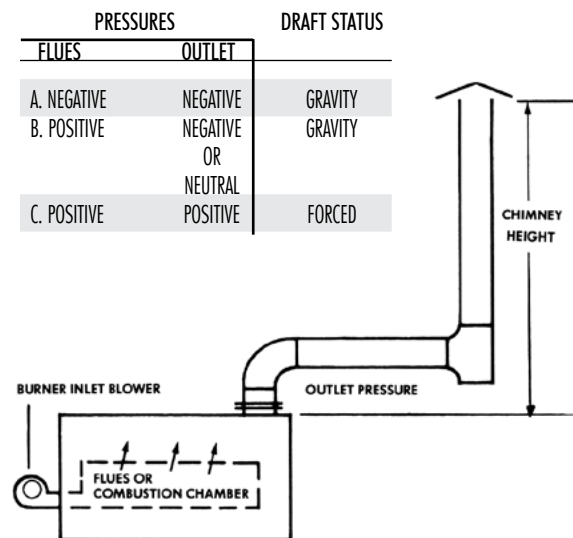 PRESSURES DRAFT STATUS
FLUES OUTLET
A. NEGATIVE NEGATIVE GRAVITY
B. POSITIVE NEGATIVE GRAVITY
OR
NEUTRAL
C. POSITIVE POSITIVE FORCED
CHIMNEY
HEIGHT
BURNER INLET BLOWER
OUTLET PRESSURE
FLUES OR
COMBUSTION CHAMBER